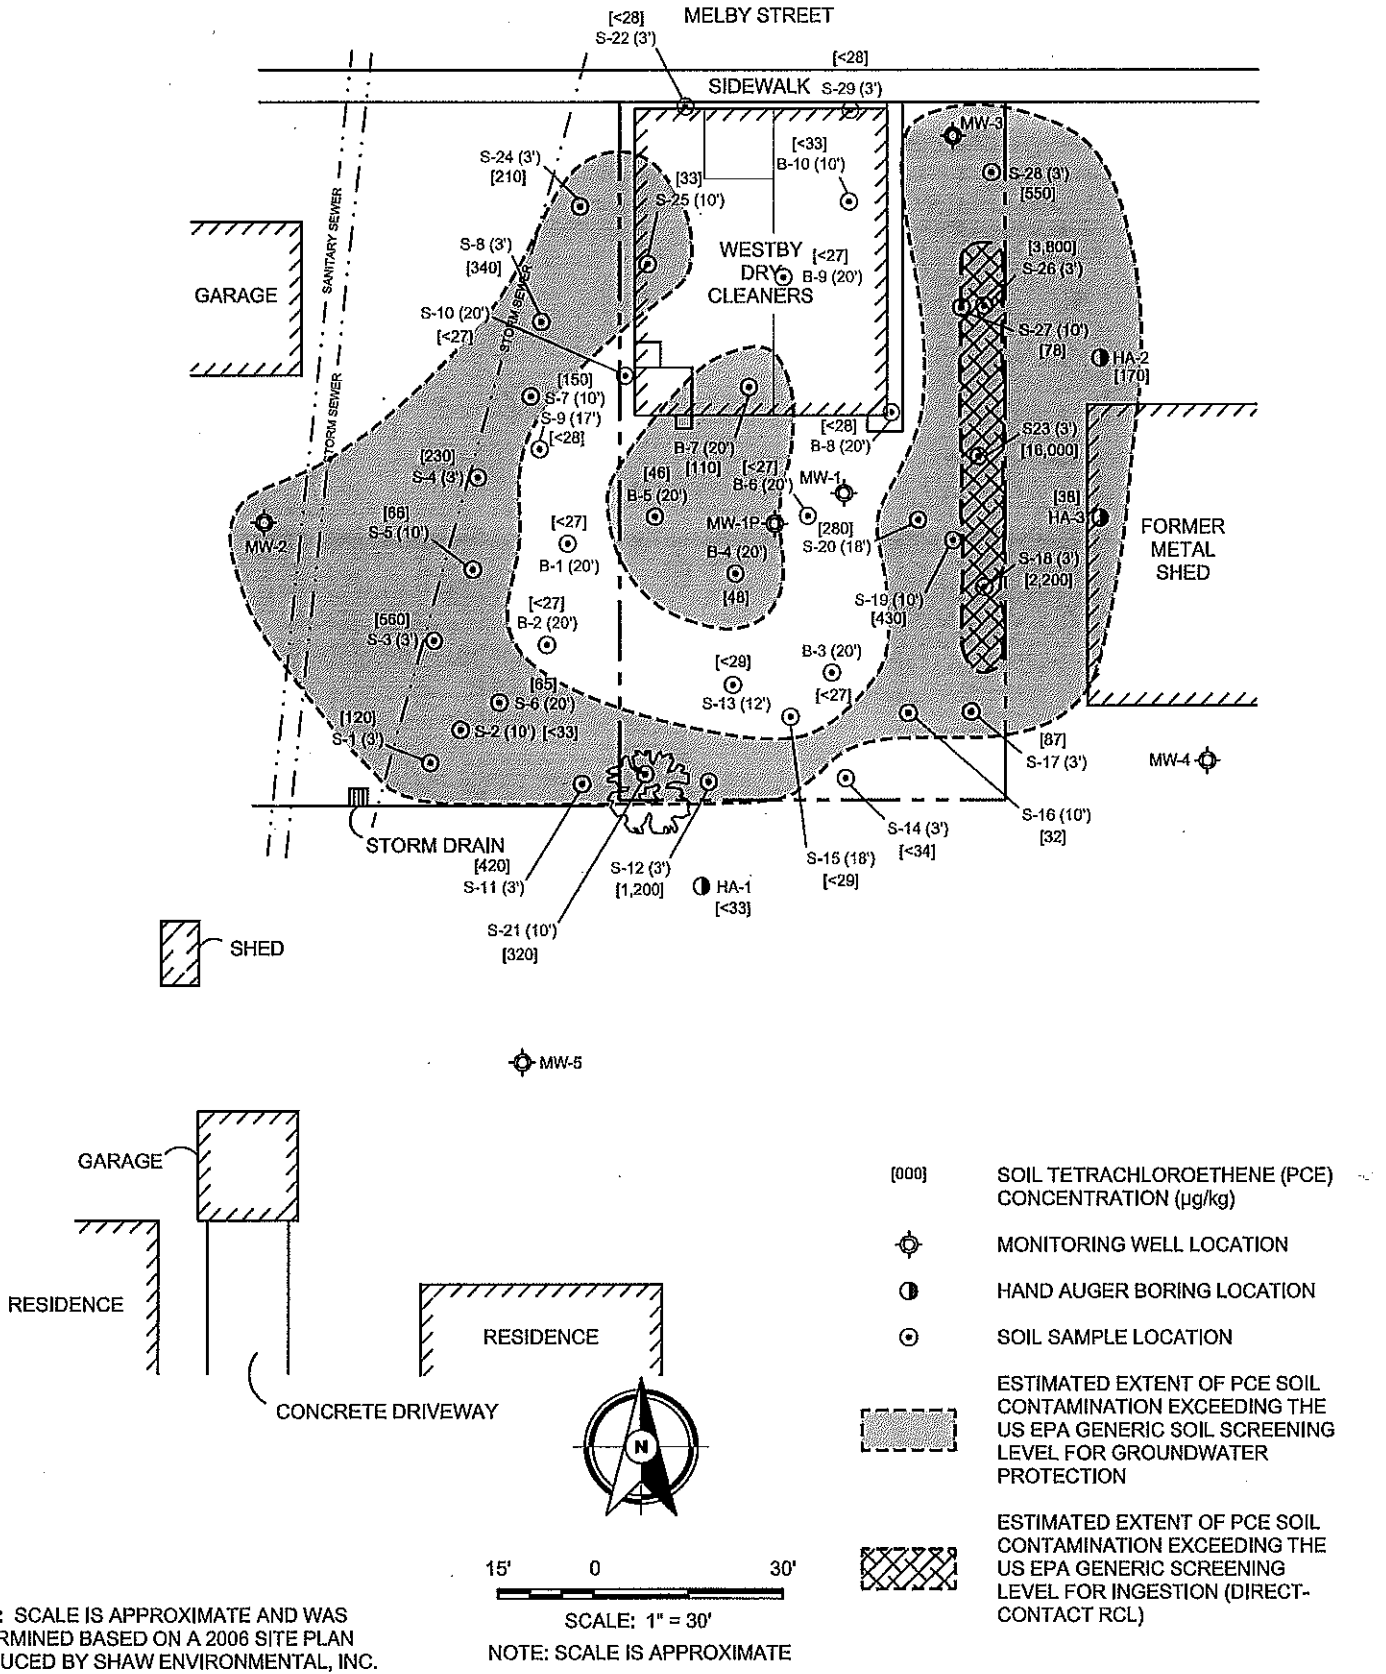 MELBY STREET
[<28]
S-22 (3')
[<28]
SIDEWALK
S-29 (3')
MW-3
S-24 (3')
[210]
[<33]
B-10 (10')
[33]
S-25 (10')
S-28 (3')
[550]
SANITARY SEWER
S-8 (3')
[340]
WESTBY
DRY
CLEANERS
[<27]
B-9 (20')
[3,800]
S-26 (3')
GARAGE
STORM SEWER
S-10 (20')
[<27]
S-27 (10')
[78]
HA-2
[170]
STORM SEWER
[150]
S-7 (10')
S-9 (17')
[<28]
[<28]
B-8 (20')
S23 (3')
[16,000]
B-7 (20')
[110]
[230]
S-4 (3')
[46]
B-5 (20')
[<27]
B-6 (20')
MW-1
[38]
HA-3
[66]
S-5 (10')
MW-2
MW-1P
[280]
S-20 (18')
FORMER
METAL
SHED
[<27]
B-1 (20')
B-4 (20')
[48]
S-18 (3')
[2,200]
S-19 (10')
[430]
[<27]
B-2 (20')
[560]
S-3 (3')
B-3 (20')
[<27]
[<29]
S-13 (12')
[65]
S-6 (20')
[120]
S-1 (3')
S-2 (10') [<33]
[87]
S-17 (3')
MW-4
S-16 (10')
[32]
S-14 (3')
[<34]
STORM DRAIN
S-15 (18')
[<29]
[420]
S-11 (3')
S-12 (3')
[1,200]
HA-1
[<33]
S-21 (10')
[320]
SHED
MW-5
GARAGE
RESIDENCE
RESIDENCE
CONCRETE DRIVEWAY
N
[000]
SOIL TETRACHLOROETHENE (PCE)
CONCENTRATION (µg/kg)
MONITORING WELL LOCATION
HAND AUGER BORING LOCATION
SOIL SAMPLE LOCATION
ESTIMATED EXTENT OF PCE SOIL
CONTAMINATION EXCEEDING THE
US EPA GENERIC SOIL SCREENING
LEVEL FOR GROUNDWATER
PROTECTION
ESTIMATED EXTENT OF PCE SOIL
CONTAMINATION EXCEEDING THE
US EPA GENERIC SCREENING
LEVEL FOR INGESTION (DIRECT-
CONTACT RCL)
15' 0 30'
SCALE: 1" = 30'
NOTE: SCALE IS APPROXIMATE
: SCALE IS APPROXIMATE AND WAS
RMINED BASED ON A 2006 SITE PLAN
UCED BY SHAW ENVIRONMENTAL, INC.